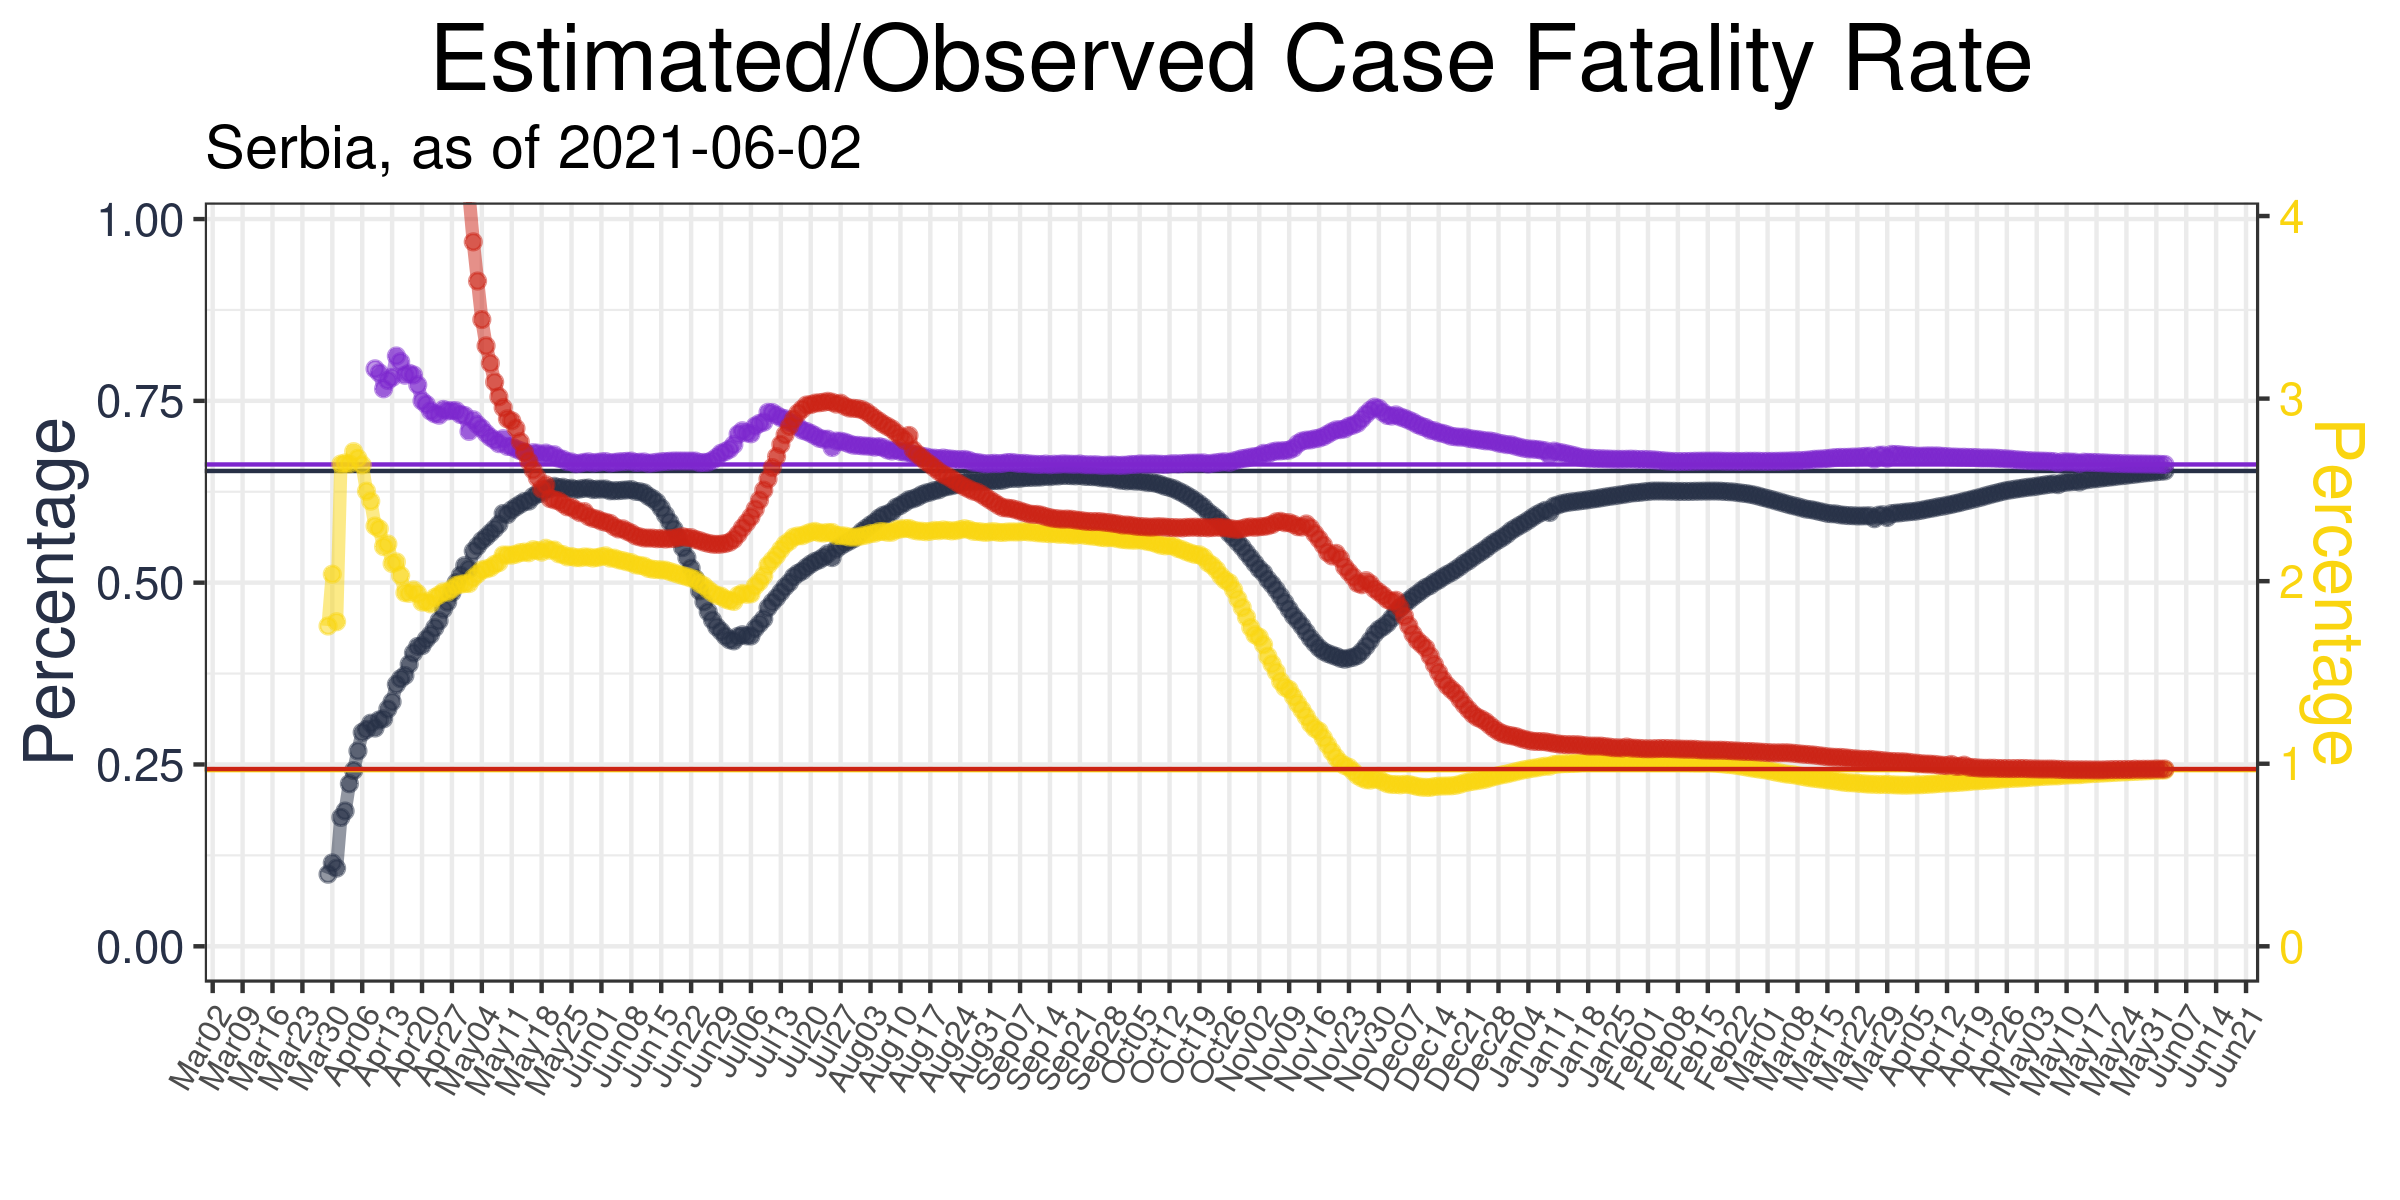 Estimated/Observed Case Fatality Rate
Serbia, as of 2021-06-02
Percentage
1.00
0.75
0.50
0.25
0.00
4
3
2
1
0
Percentage
Mar02
Mar09
Mar16
Mar23
Mar30
Apr06
Apr13
Apr20
Apr27
May04
May11
May18
May25
Jun01
Jun08
Jun15
Jun22
Jun29
Jul06
Jul13
Jul20
Jul27
Aug03
Aug10
Aug17
Aug24
Aug31
Sep07
Sep14
Sep21
Sep28
Oct05
Oct12
Oct19
Oct26
Nov02
Nov09
Nov16
Nov23
Nov30
Dec07
Dec14
Dec21
Dec28
Jan04
Jan11
Jan18
Jan25
Feb01
Feb08
Feb15
Feb22
Mar01
Mar08
Mar15
Mar22
Mar29
Apr05
Apr12
Apr19
Apr26
May03
May10
May17
May24
May31
Jun07
Jun14
Jun21